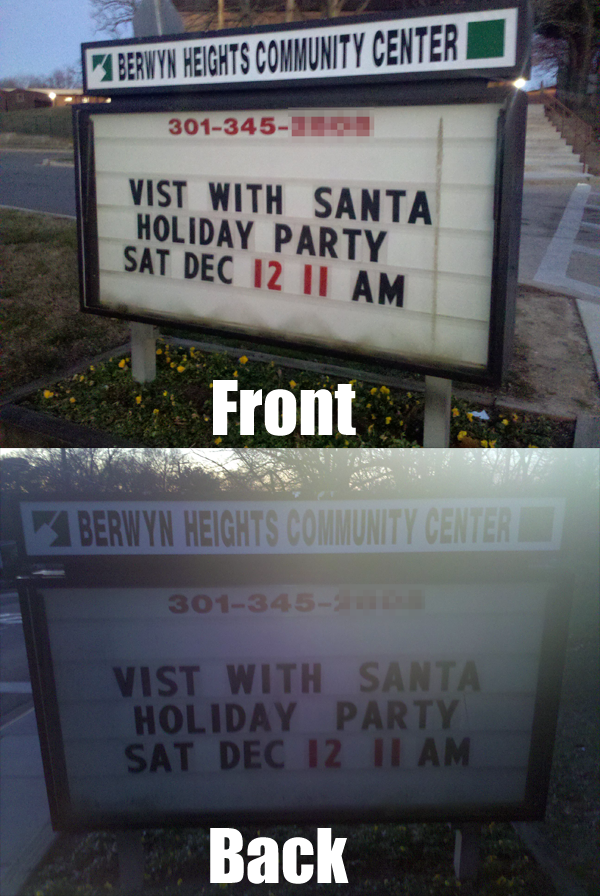 BERWYN HEIGHTS COMMUNITY CENTER
301-345-
VIST WITH SANTA
HOLIDAY PARTY
SAT DEC 12 11 AM
Front
BERWYN HEIGHTS COMMUNITY CENTER
301-345-
VIST WITH SANTA
HOLIDAY PARTY
SAT DEC 12 11 AM
Back